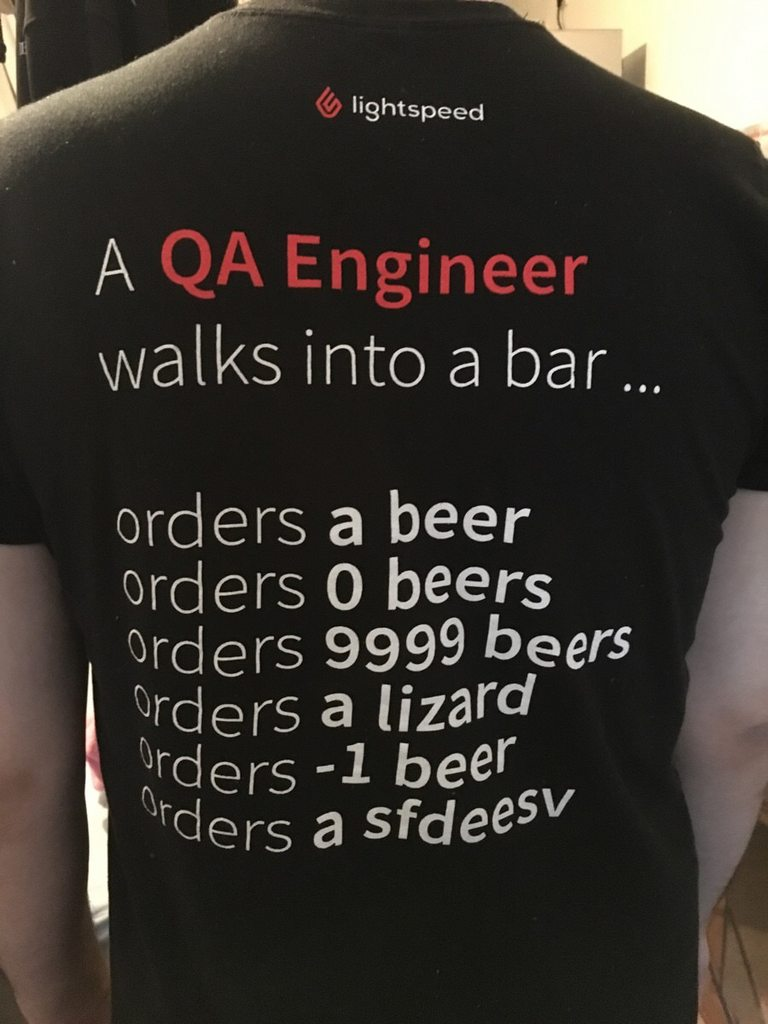 lightspeed
A QA Engineer
walks into a bar ...
orders a beer
orders 0 beers
orders 9999 beers
orders a lizard
orders -1 beer
orders a sfdeesv